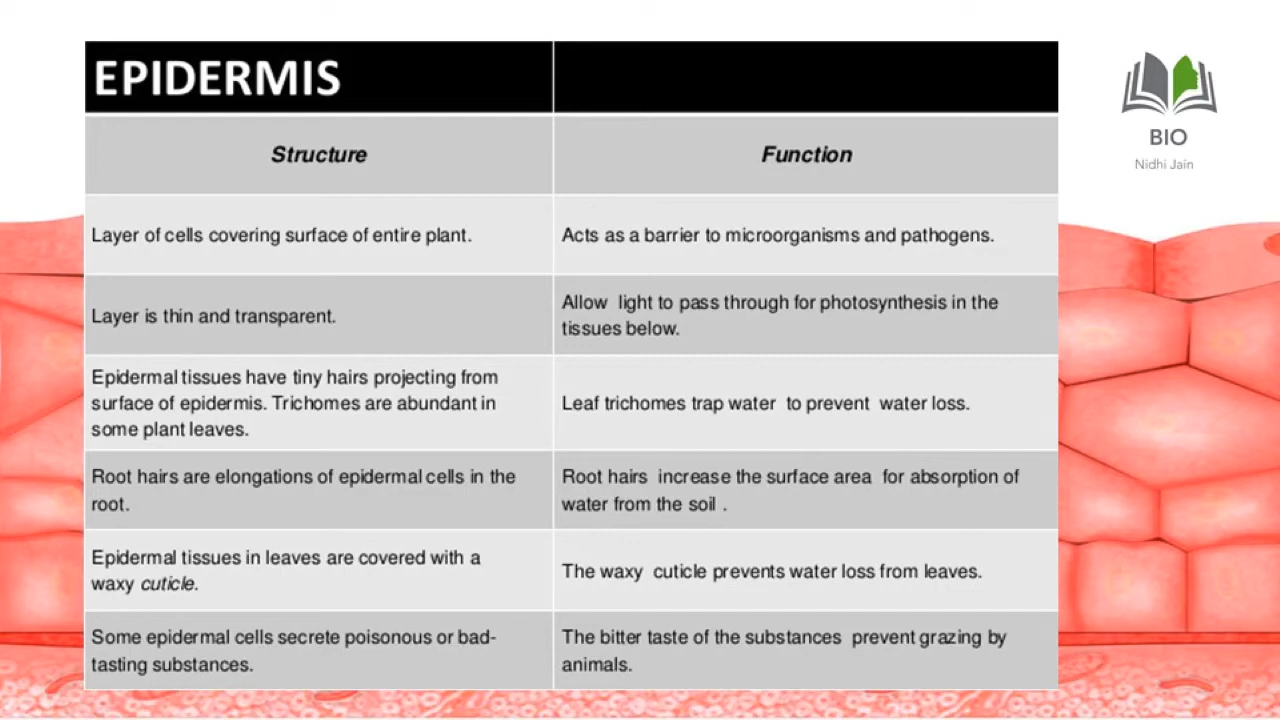 EPIDERMIS
BIO
Nidhi Jain
Structure
Function
Layer of cells covering surface of entire plant.
Acts as a barrier to microorganisms and pathogens.
Layer is thin and transparent.
Allow light to pass through for photosynthesis in the
tissues below.
Epidermal tissues have tiny hairs projecting from
surface of epidermis. Trichomes are abundant in
some plant leaves.
Leaf trichomes trap water to prevent water loss.
Root hairs are elongations of epidermal cells in the
root.
Root hairs increase the surface area for absorption of
water from the soil .
Epidermal tissues in leaves are covered with a
waxy cuticle.
The waxy cuticle prevents water loss from leaves.
Some epidermal cells secrete poisonous or bad-
tasting substances.
The bitter taste of the substances prevent grazing by
animals.